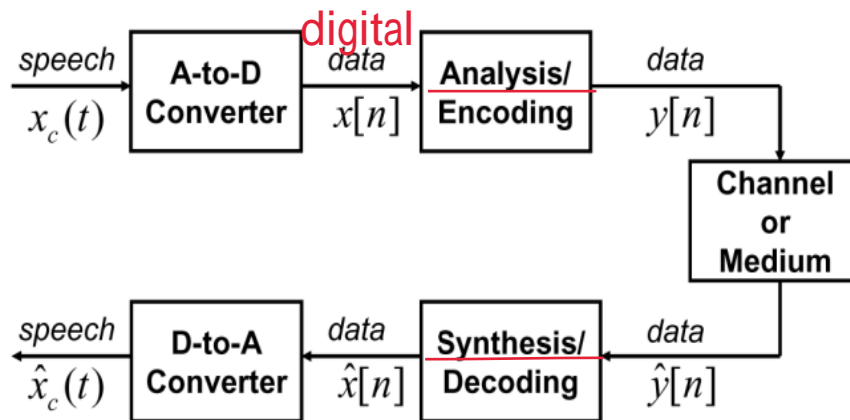 digital
speech
A-to-D
Converter
data
Analysis/
Encoding
data
x_c(t)
x[n]
y[n]
Channel
or
Medium
speech
D-to-A
Converter
data
Synthesis/
Decoding
data
x̂_c(t)
x̂[n]
ŷ[n]